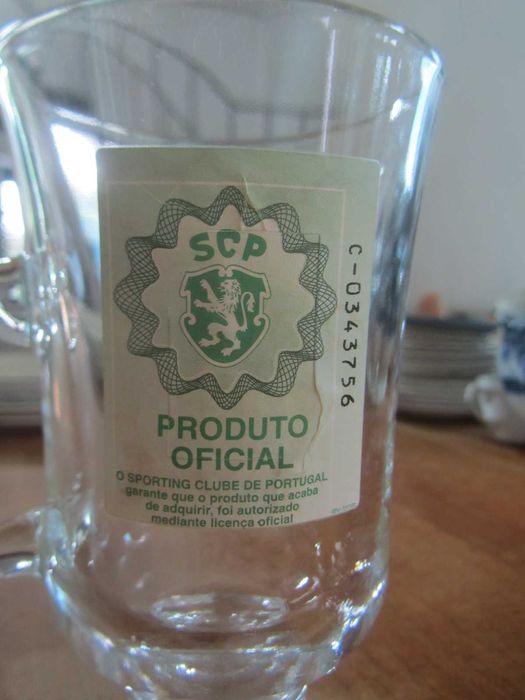 SCP
PRODUTO
OFICIAL
O SPORTING CLUBE DE PORTUGAL
garante que o produto que acaba
de adquirir, foi autorizado
mediante licença oficial
C-0343756